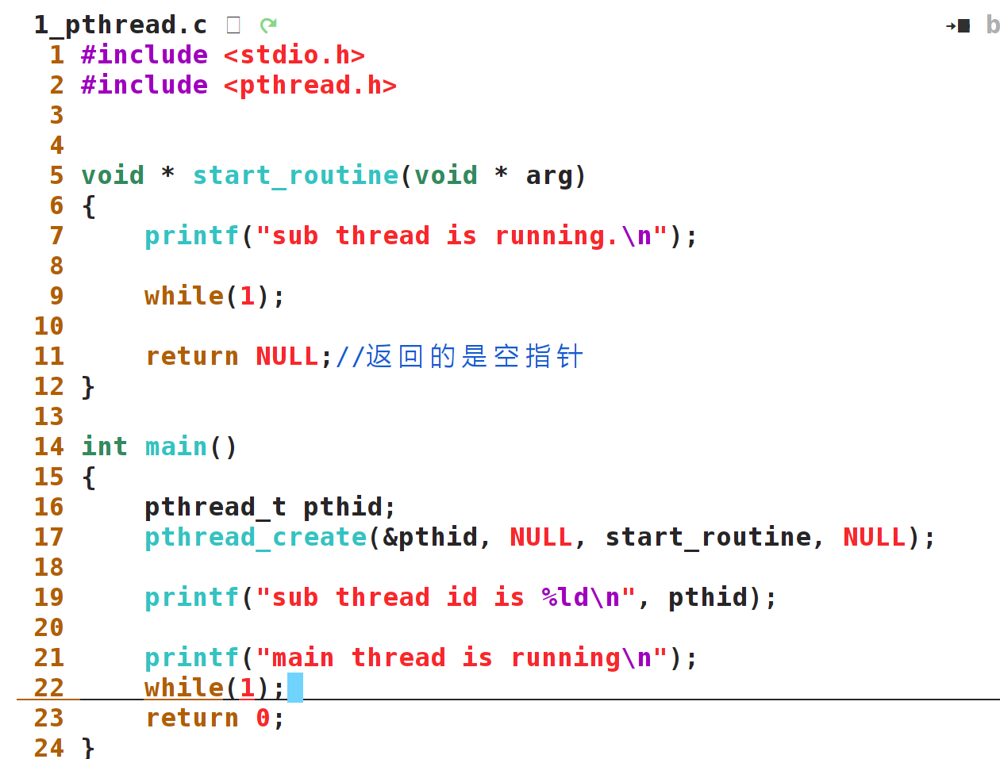 1_pthread.c
1 #include <stdio.h>
2 #include <pthread.h>
3
4
5 void * start_routine(void * arg)
6 {
7     printf("sub thread is running.\n");
8
9     while(1);
10
11     return NULL;//返回的是空指针
12 }
13
14 int main()
15 {
16     pthread_t pthid;
17     pthread_create(&pthid, NULL, start_routine, NULL);
18
19     printf("sub thread id is %ld\n", pthid);
20
21     printf("main thread is running\n");
22     while(1);
23     return 0;
24 }